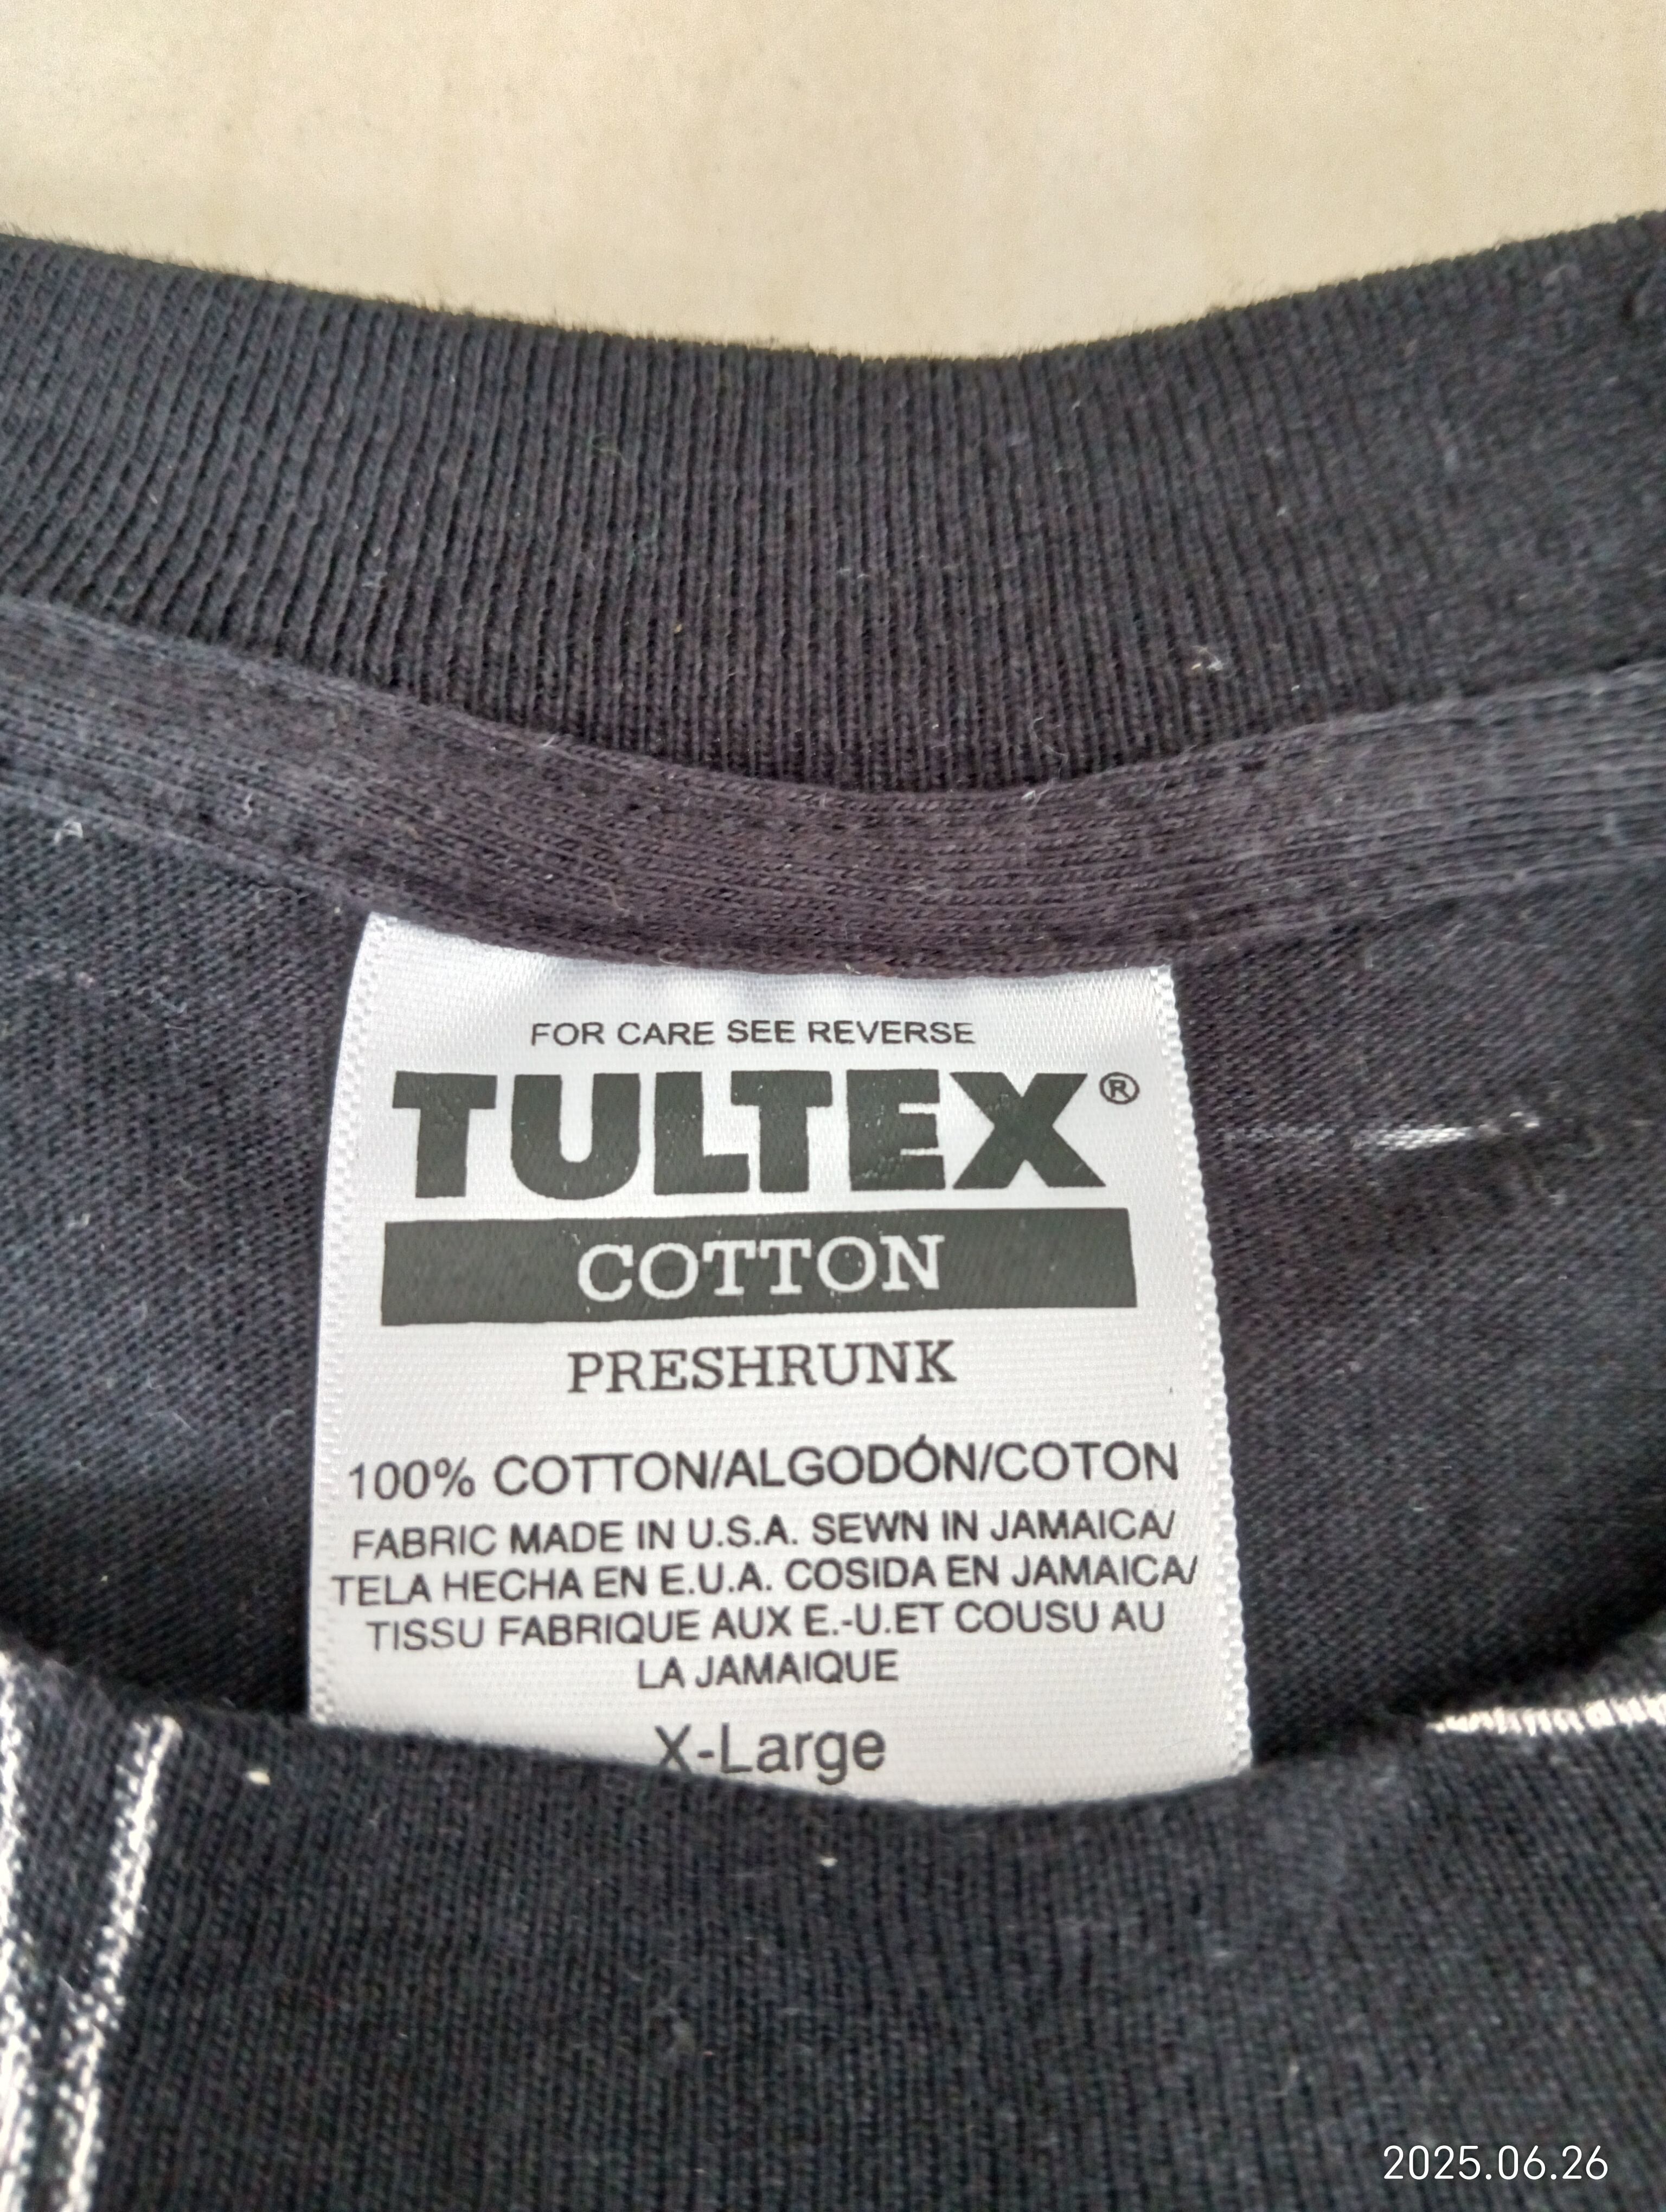 FOR CARE SEE REVERSE
TULTEX®
COTTON
PRESHRUNK
100% COTTON/ALGODÓN/COTON
FABRIC MADE IN U.S.A. SEWN IN JAMAICA/
TELA HECHA EN E.U.A. COSIDA EN JAMAICA/
TISSU FABRIQUE AUX E.-U.ET COUSU AU
LA JAMAIQUE
X-Large
2025.06.26